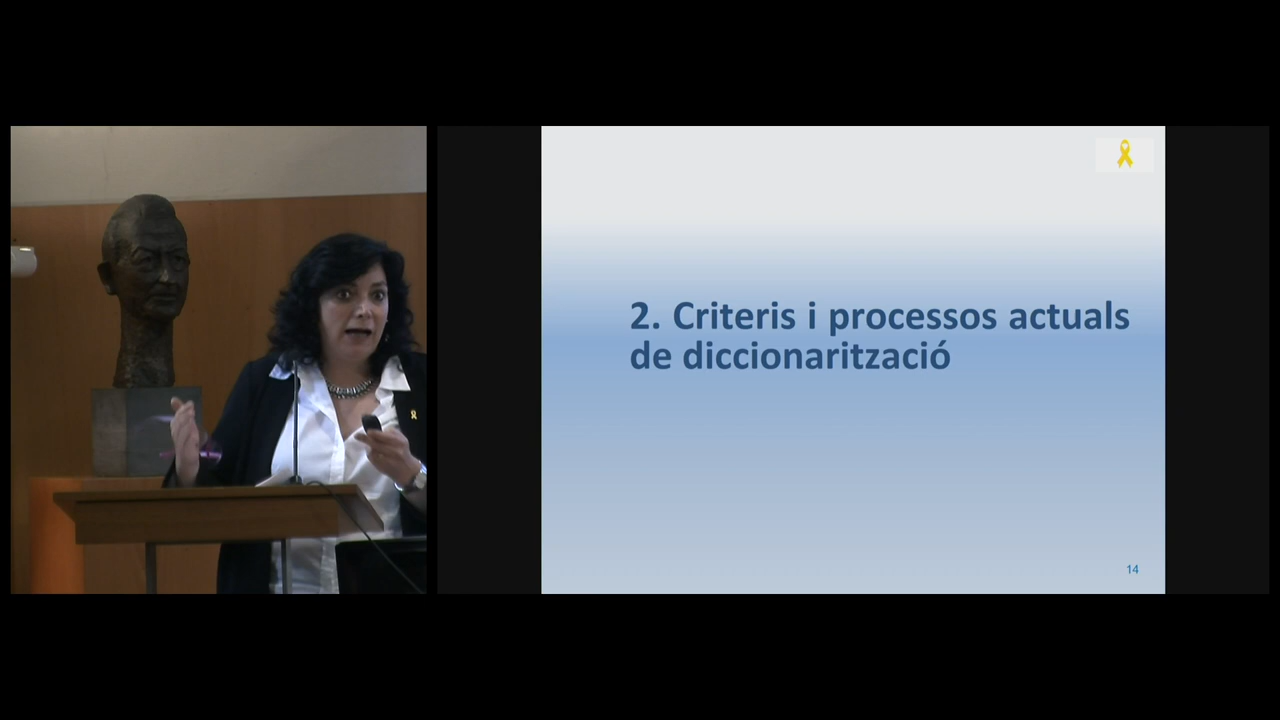 2. Criteris i processos actuals
de diccionarització
14